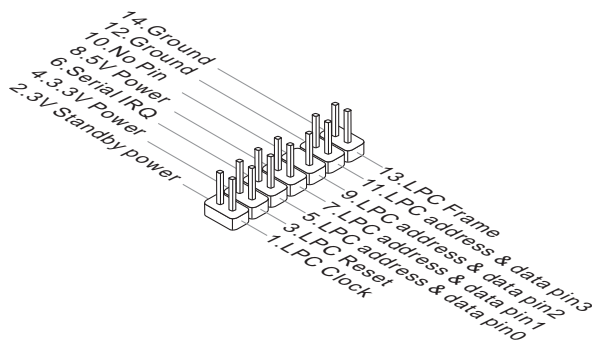 14.Ground
12.Ground
10.No Pin
8.5V Power
6.Serial IRQ
4.3.3V Power
2.3V Standby power
13.LPC Frame
11.LPC address & data pin3
9.LPC address & data pin2
7.LPC address & data pin1
5.LPC address & data pin0
3.LPC Reset
1.LPC Clock